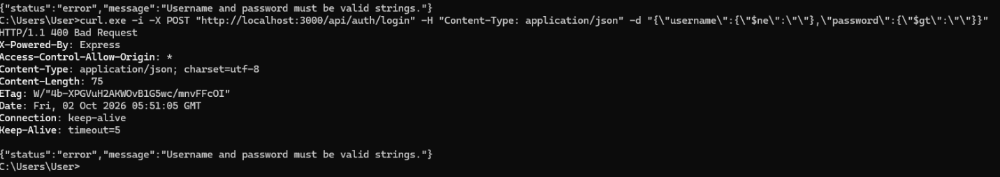 {"status":"error","message":"Username and password must be valid strings."}
C:\Users\User>curl.exe -i -X POST "http://localhost:3000/api/auth/login" -H "Content-Type: application/json" -d "{\"username\":{\"$ne\":\"\"},\"password\":{\"$gt\":\"\"}}"
HTTP/1.1 400 Bad Request
X-Powered-By: Express
Access-Control-Allow-Origin: *
Content-Type: application/json; charset=utf-8
Content-Length: 75
ETag: W/"4b-XPGVuH2AKWOvB1G5wc/mnvFFcOI"
Date: Fri, 02 Oct 2026 05:51:05 GMT
Connection: keep-alive
Keep-Alive: timeout=5
{"status":"error","message":"Username and password must be valid strings."}
C:\Users\User>